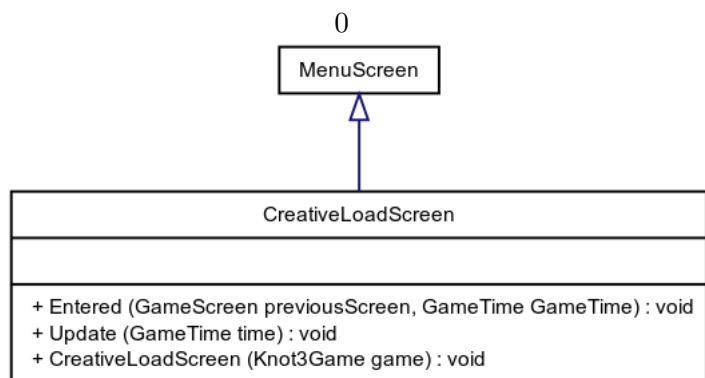 0
MenuScreen
CreativeLoadScreen
+ Entered (GameScreen previousScreen, GameTime GameTime) : void
+ Update (GameTime time) : void
+ CreativeLoadScreen (Knot3Game game) : void